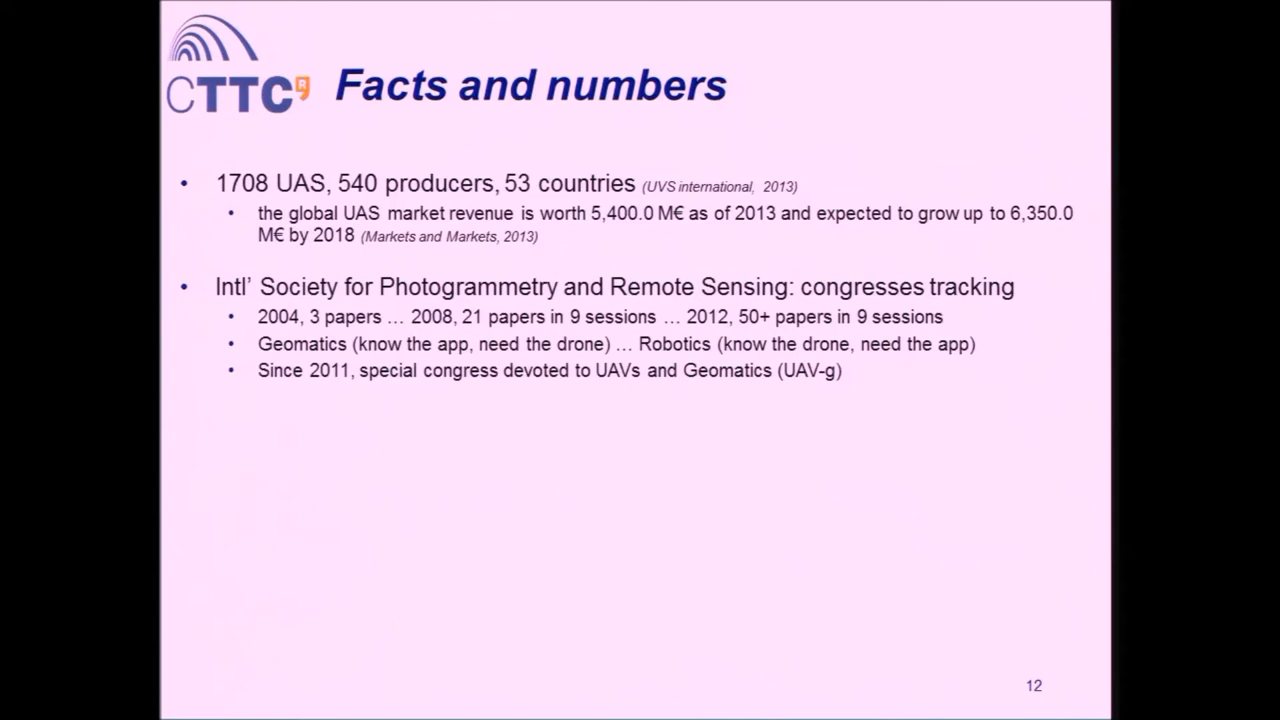 CTTC R
Facts and numbers
• 1708 UAS, 540 producers, 53 countries (UVS international, 2013)
• the global UAS market revenue is worth 5,400.0 M€ as of 2013 and expected to grow up to 6,350.0
M€ by 2018 (Markets and Markets, 2013)
• Intl’ Society for Photogrammetry and Remote Sensing: congresses tracking
• 2004, 3 papers … 2008, 21 papers in 9 sessions … 2012, 50+ papers in 9 sessions
• Geomatics (know the app, need the drone) … Robotics (know the drone, need the app)
• Since 2011, special congress devoted to UAVs and Geomatics (UAV-g)
12